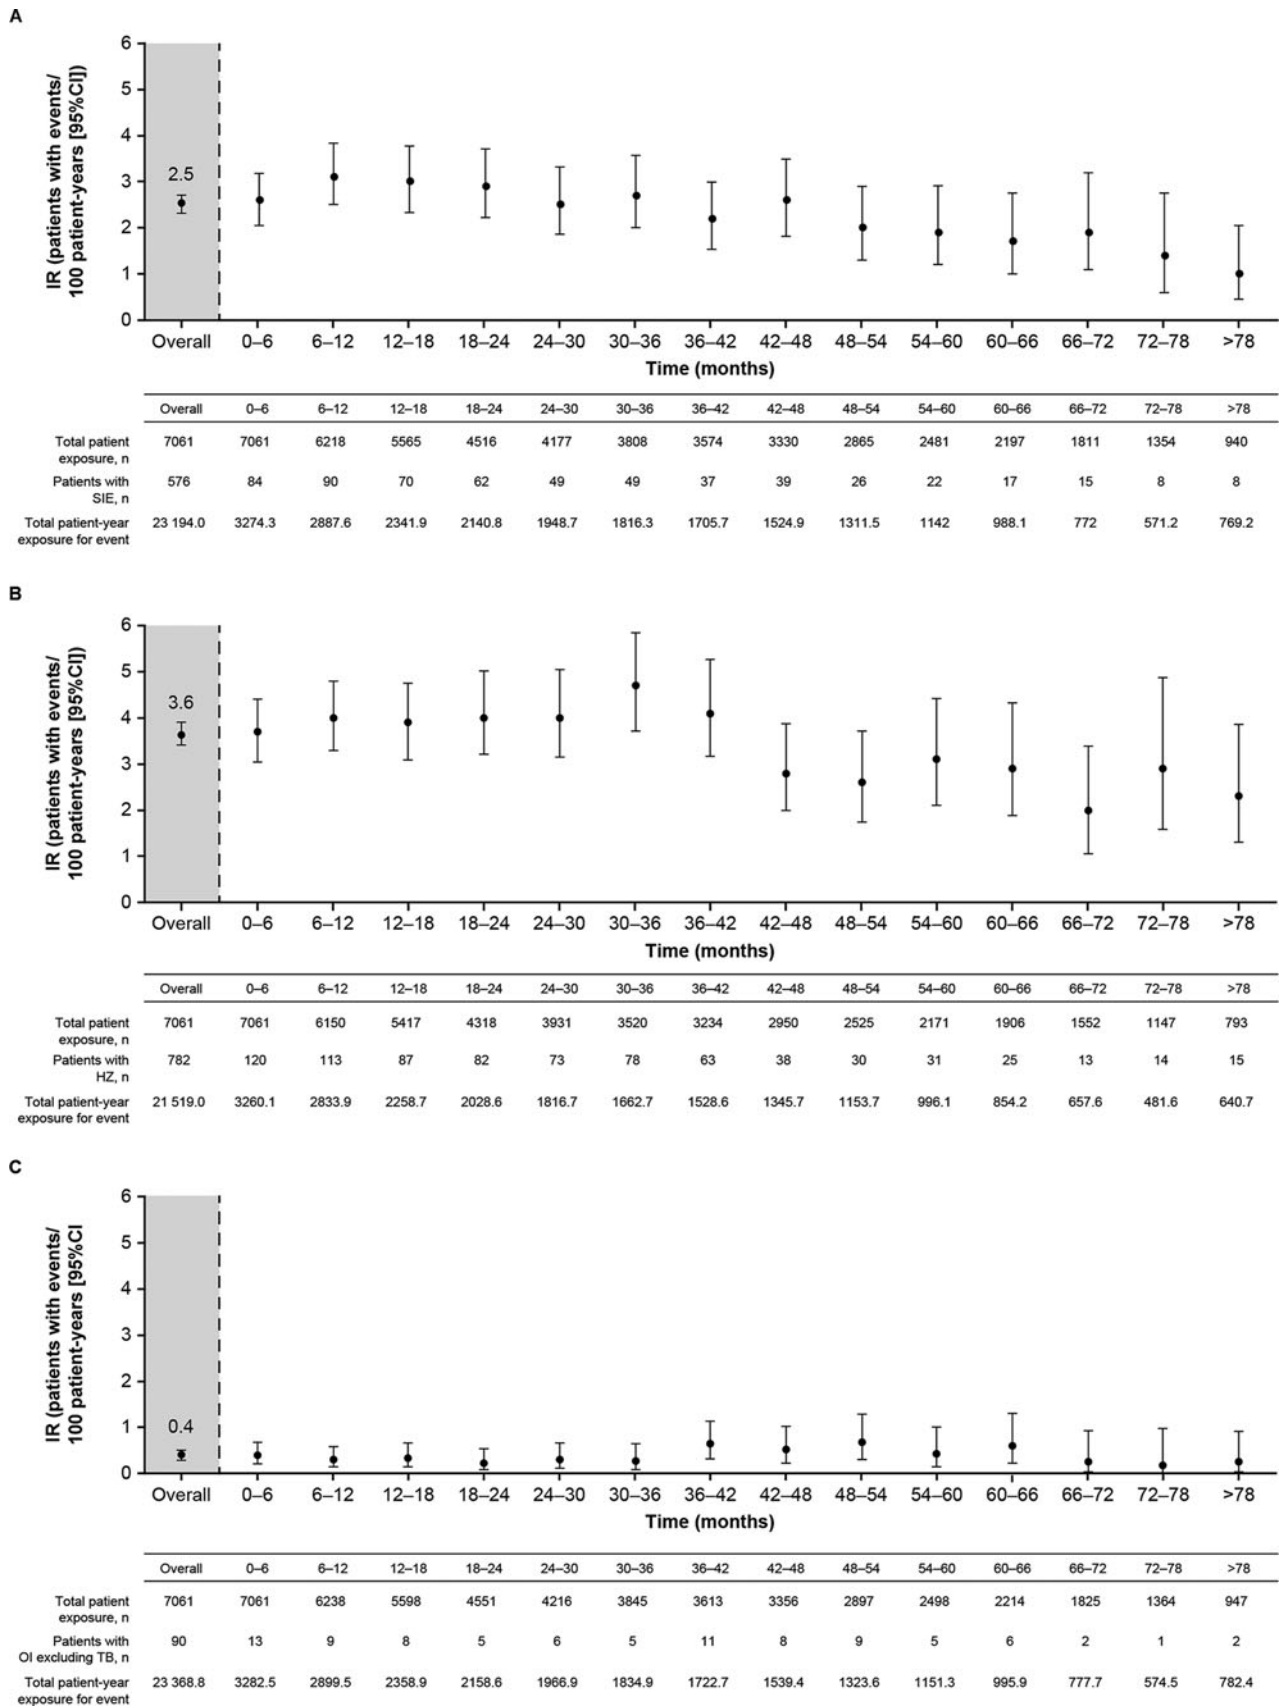 A
IR (patients with events/
100 patient-years [95%CI])
6
5
4
3
2
1
0
2.5
Overall 0–6 6–12 12–18 18–24 24–30 30–36 36–42 42–48 48–54 54–60 60–66 66–72 72–78 >78
Time (months)
Overall 0–6 6–12 12–18 18–24 24–30 30–36 36–42 42–48 48–54 54–60 60–66 66–72 72–78 >78
Total patient exposure, n 7061 7061 6218 5565 4516 4177 3808 3574 3330 2865 2481 2197 1811 1354 940
Patients with SIE, n 576 84 90 70 62 49 49 37 39 26 22 17 15 8 8
Total patient-year exposure for event 23 194.0 3274.3 2887.6 2341.9 2140.8 1948.7 1816.3 1705.7 1524.9 1311.5 1142 988.1 772 571.2 769.2
B
IR (patients with events/
100 patient-years [95%CI])
6
5
4
3
2
1
0
3.6
Overall 0–6 6–12 12–18 18–24 24–30 30–36 36–42 42–48 48–54 54–60 60–66 66–72 72–78 >78
Time (months)
Overall 0–6 6–12 12–18 18–24 24–30 30–36 36–42 42–48 48–54 54–60 60–66 66–72 72–78 >78
Total patient exposure, n 7061 7061 6150 5417 4318 3931 3520 3234 2950 2525 2171 1906 1552 1147 793
Patients with HZ, n 782 120 113 87 82 73 78 63 38 30 31 25 13 14 15
Total patient-year exposure for event 21 519.0 3260.1 2833.9 2258.7 2028.6 1816.7 1662.7 1528.6 1345.7 1153.7 996.1 854.2 657.6 481.6 640.7
C
IR (patients with events/
100 patient-years [95%CI
6
5
4
3
2
1
0
0.4
Overall 0–6 6–12 12–18 18–24 24–30 30–36 36–42 42–48 48–54 54–60 60–66 66–72 72–78 >78
Time (months)
Overall 0–6 6–12 12–18 18–24 24–30 30–36 36–42 42–48 48–54 54–60 60–66 66–72 72–78 >78
Total patient exposure, n 7061 7061 6238 5598 4551 4216 3845 3613 3356 2897 2498 2214 1825 1364 947
Patients with OI excluding TB, n 90 13 9 8 5 6 5 11 8 9 5 6 2 1 2
Total patient-year exposure for event 23 368.8 3282.5 2899.5 2358.9 2158.6 1966.9 1834.9 1722.7 1539.4 1323.6 1151.3 995.9 777.7 574.5 782.4